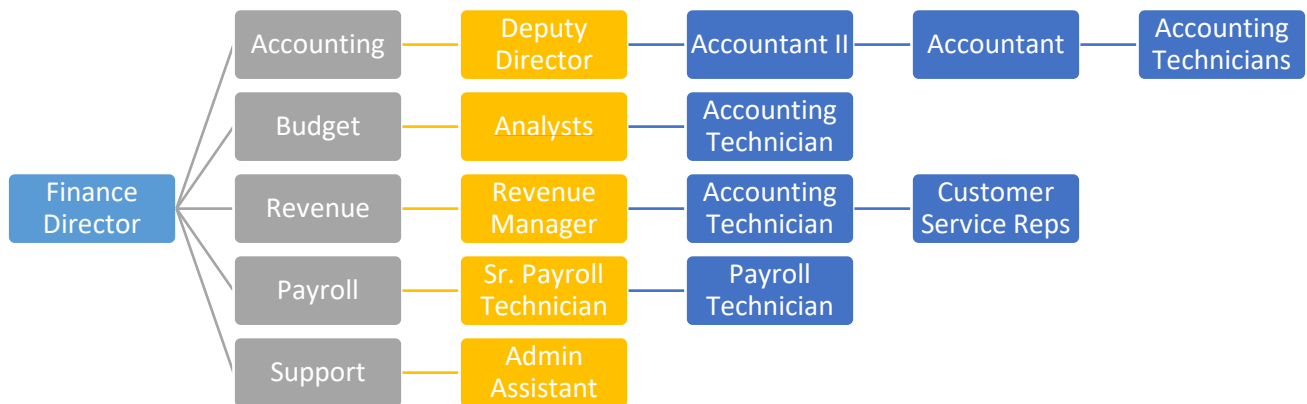 Finance
Director
Accounting
Deputy
Director
Accountant II
Accountant
Accounting
Technicians
Budget
Analysts
Accounting
Technician
Revenue
Revenue
Manager
Accounting
Technician
Customer
Service Reps
Payroll
Sr. Payroll
Technician
Payroll
Technician
Support
Admin
Assistant